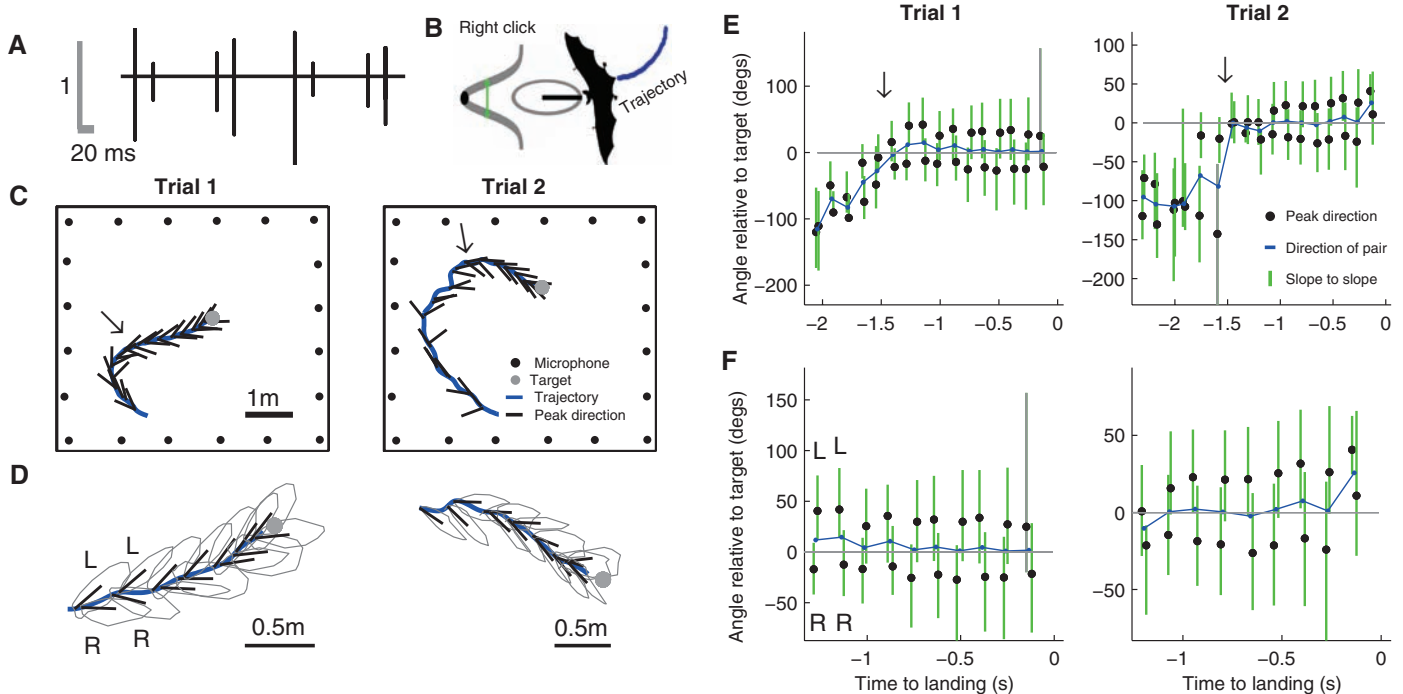 A
1
20 ms
B
Right click
Trajectory
C
Trial 1
1m
Trial 2
Microphone
Target
Trajectory
Peak direction
D
L
L
R
R
0.5m
0.5m
E
Trial 1
Angle relative to target (degs)
100
0
−100
−200
−2
−1.5
−1
−0.5
0
Trial 2
100
50
0
−50
−100
−150
−200
Peak direction
Direction of pair
Slope to slope
−2
−1.5
−1
−0.5
0
F
Angle relative to target (degs)
150
100
50
0
−50
L L
R R
−1
−0.5
0
Time to landing (s)
50
0
−50
−1
−0.5
0
Time to landing (s)